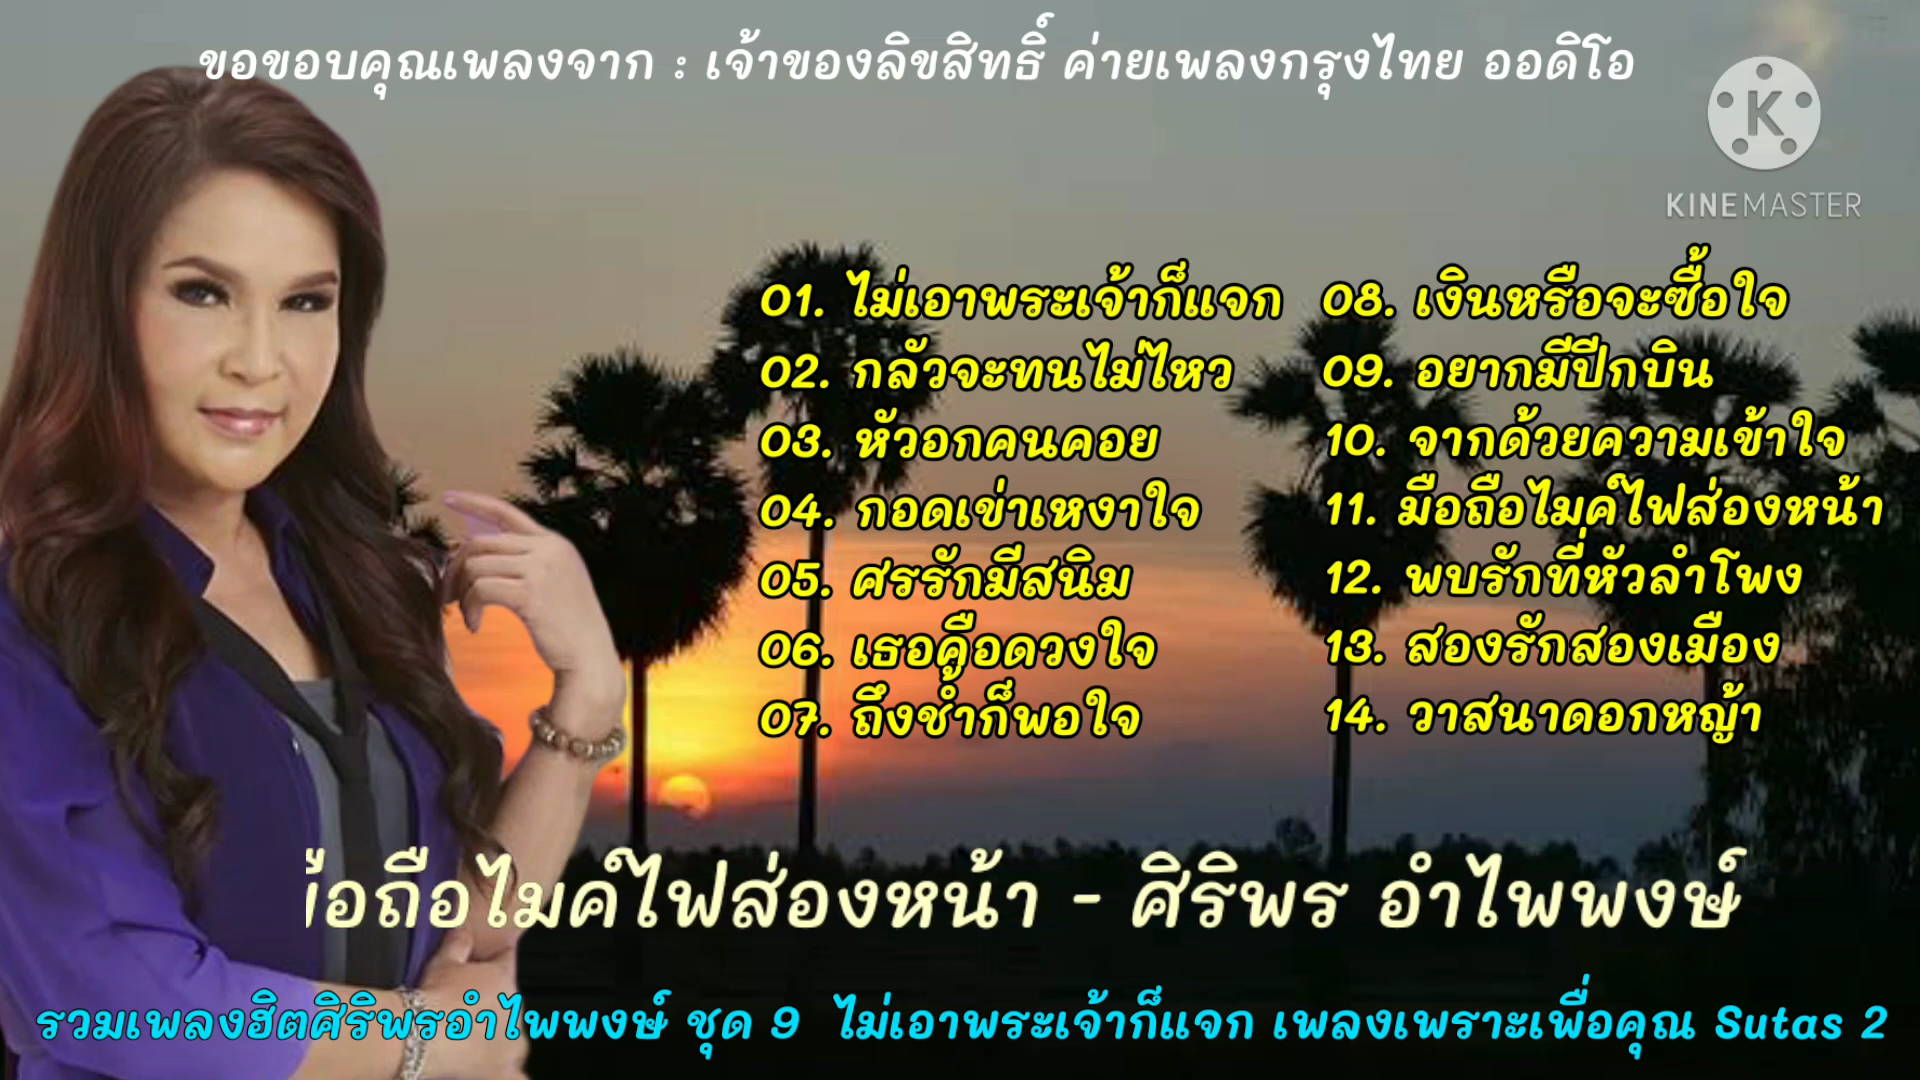 ขอขอบคุณเพลงจาก : เจ้าของลิขสิทธิ์ ค่ายเพลงกรุงไทย ออดิโอ
K
KINEMASTER
01. ไม่เอาพระเจ้าก็แจก
02. กลัวจะทนไม่ไหว
03. หัวอกคนคอย
04. กอดเข่าเหงาใจ
05. ศรรักมีสนิม
06. เธอคือดวงใจ
07. ถึงช้ำก็พอใจ
08. เงินหรือจะซื้อใจ
09. อยากมีปีกบิน
10. จากด้วยความเข้าใจ
11. มือถือไมค์ไฟส่องหน้า
12. พบรักที่หัวลำโพง
13. สองรักสองเมือง
14. วาสนาดอกหญ้า
ือถือไมค์ไฟส่องหน้า - ศิริพร อำไพพงษ์
รวมเพลงฮิตศิริพรอำไพพงษ์ ชุด 9 ไม่เอาพระเจ้าก็แจก เพลงเพราะเพื่อคุณ Sutas 2